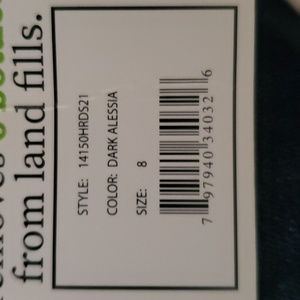 from land fills.
STYLE: 14150HRDS21
COLOR: DARK ALESSIA
SIZE: 8
7 97940 34032 6